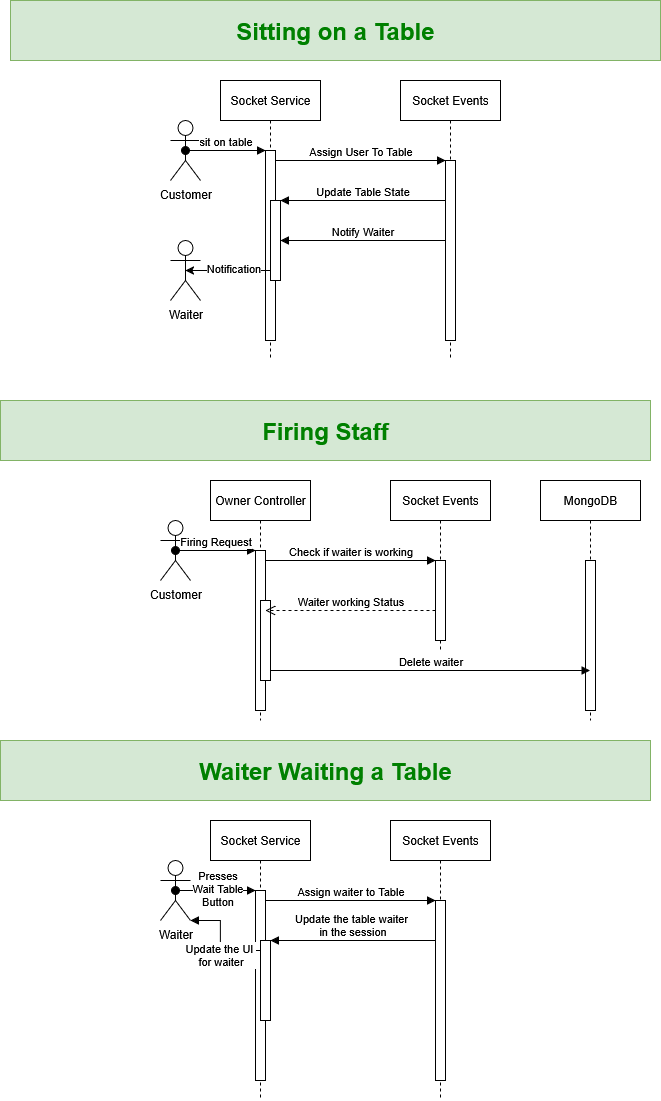 Sitting on a Table
Socket Service
Socket Events
sit on table
Assign User To Table
Customer
Update Table State
Notify Waiter
Notification
Waiter
Firing Staff
Owner Controller
Socket Events
MongoDB
Firing Request
Check if waiter is working
Customer
Waiter working Status
Delete waiter
Waiter Waiting a Table
Socket Service
Socket Events
Presses
Wait Table
Button
Assign waiter to Table
Waiter
Update the table waiter
in the session
Update the UI
for waiter